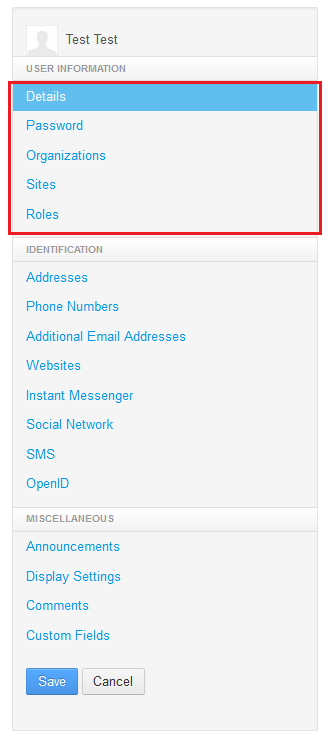 Test Test
USER INFORMATION
Details
Password
Organizations
Sites
Roles
IDENTIFICATION
Addresses
Phone Numbers
Additional Email Addresses
Websites
Instant Messenger
Social Network
SMS
OpenID
MISCELLANEOUS
Announcements
Display Settings
Comments
Custom Fields
Save Cancel